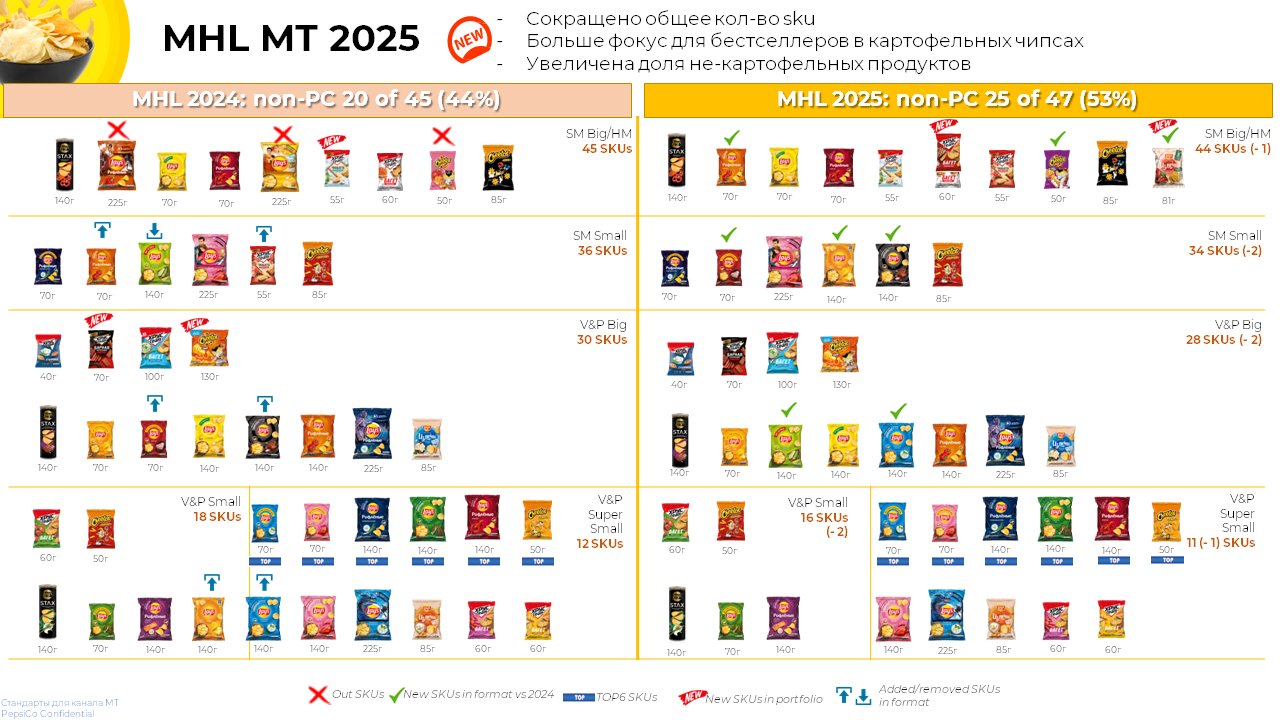 MHL MT 2025
NEW
- Сокращено общее кол-во sku
- Больше фокус для бестселлеров в картофельных чипсах
- Увеличена доля не-картофельных продуктов
MHL 2024: non-PC 20 of 45 (44%)
SM Big/HM
45 SKUs
NEW
140г 225г 70г 70г 225г 55г 60г 50г 85г
SM Small
36 SKUs
70г 70г 140г 225г 55г 85г
V&P Big
30 SKUs
NEW NEW
40г 70г 100г 130г
140г 70г 70г 140г 140г 140г 225г 85г
V&P Small
18 SKUs
60г 50г
V&P
Super
Small
12 SKUs
70г 70г 140г 140г 140г 50г
TOP TOP TOP TOP TOP TOP
140г 70г 140г 140г 140г 140г 225г 85г 60г 60г
MHL 2025: non-PC 25 of 47 (53%)
SM Big/HM
44 SKUs (- 1)
NEW NEW
140г 70г 70г 70г 55г 60г 55г 50г 85г 81г
SM Small
34 SKUs (-2)
70г 70г 225г 140г 140г 85г
V&P Big
28 SKUs (- 2)
40г 70г 100г 130г
140г 70г 140г 140г 140г 140г 225г 85г
V&P Small
16 SKUs
(- 2)
60г 50г
V&P
Super
Small
11 (- 1) SKUs
70г 70г 140г 140г 140г 50г
TOP TOP TOP TOP TOP TOP
140г 70г 140г 140г 225г 85г 60г 60г
Out SKUs
New SKUs in format vs 2024
TOP TOP6 SKUs
NEW New SKUs in portfolio
Added/removed SKUs
in format
Стандарты для канала МТ
PepsiCo Confidential